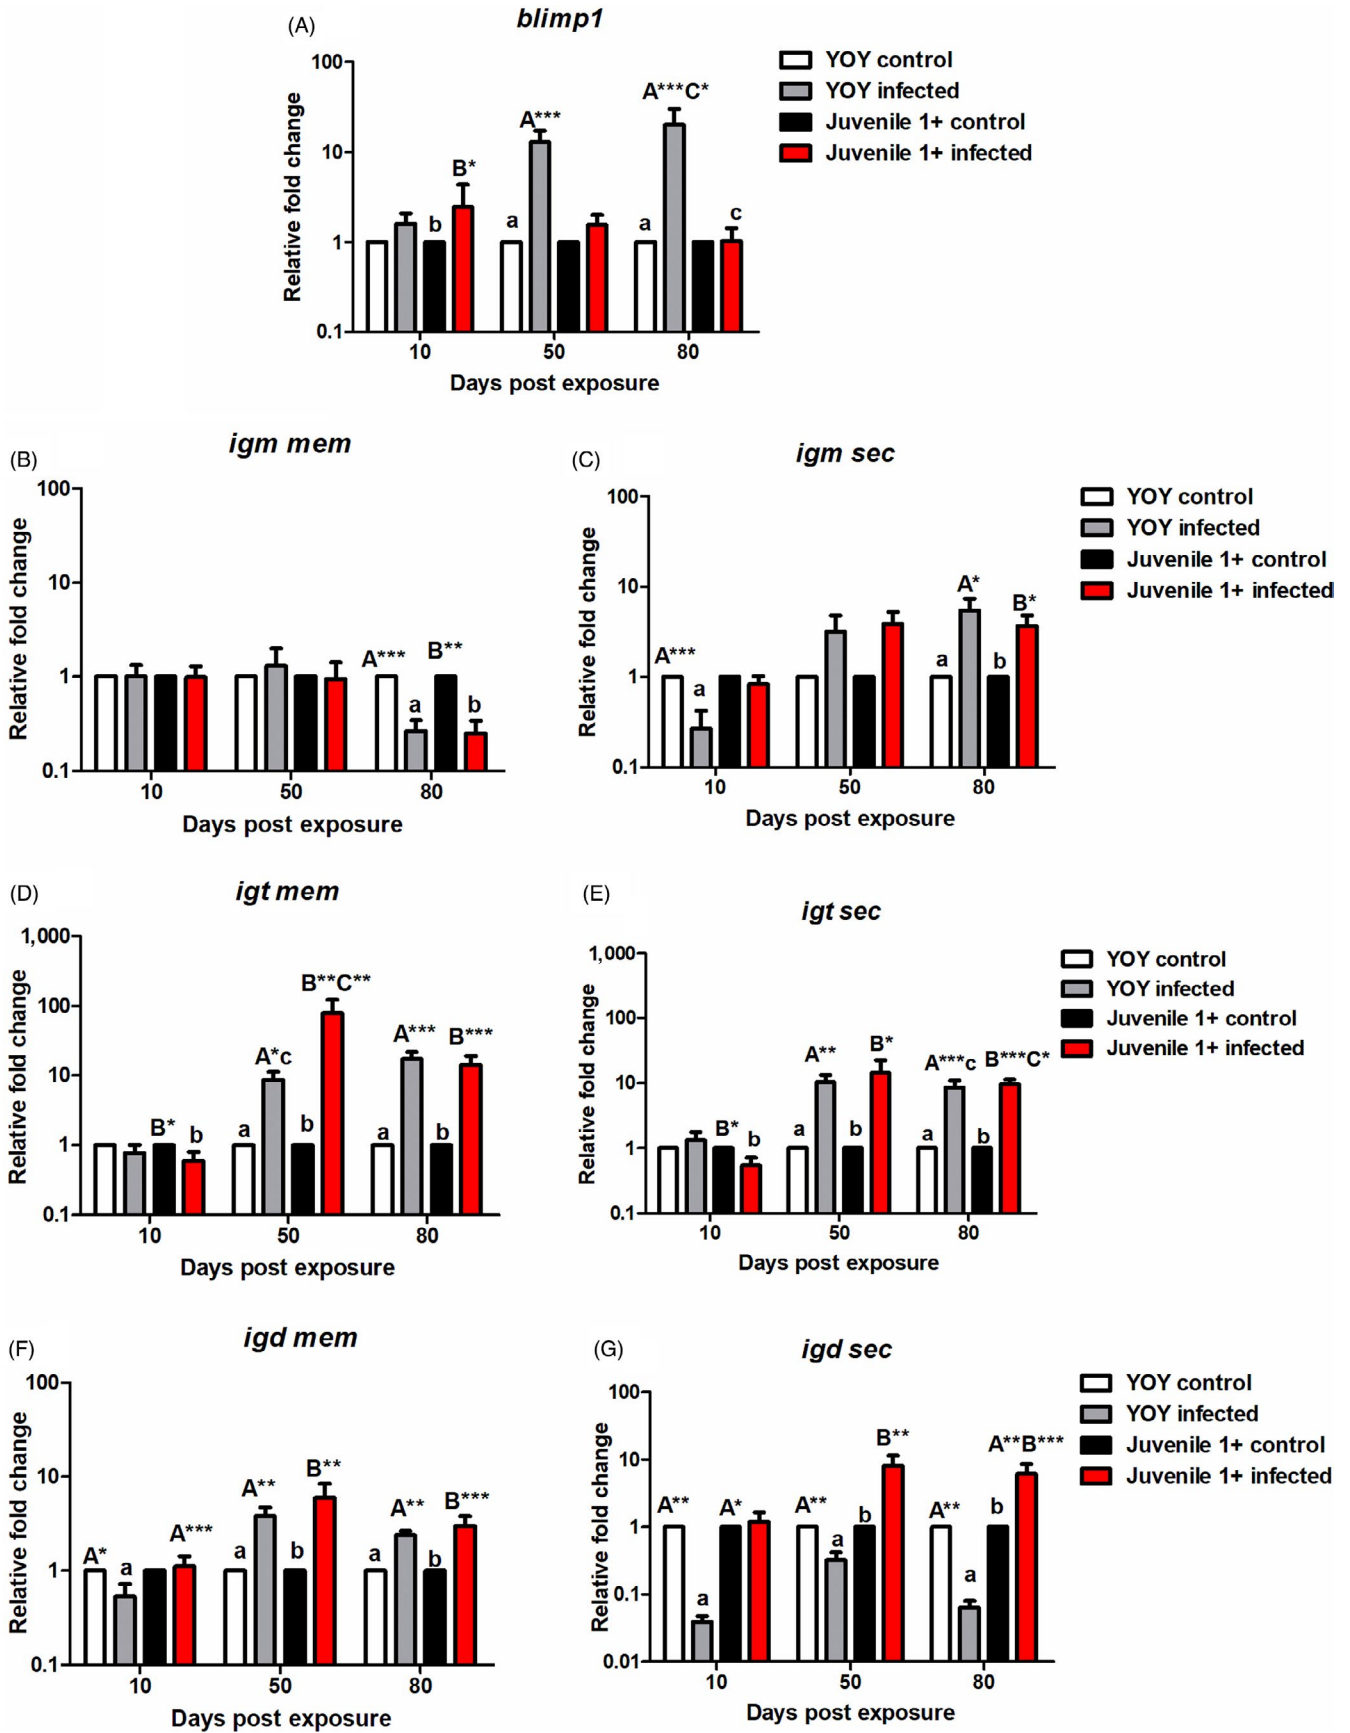 (A)
blimp1
100
10
1
0.1
Relative fold change
b
B*
a
A***
a
A***C*
c
10
50
80
Days post exposure
YOY control
YOY infected
Juvenile 1+ control
Juvenile 1+ infected
(B)
igm mem
100
10
1
0.1
Relative fold change
A***
a
B**
b
10
50
80
Days post exposure
(C)
igm sec
100
10
1
0.1
Relative fold change
A***
a
a
A*
b
B*
10
50
80
Days post exposure
YOY control
YOY infected
Juvenile 1+ control
Juvenile 1+ infected
(D)
igt mem
1,000
100
10
1
0.1
Relative fold change
B*
b
a
A*c
b
B**C**
a
A***
b
B***
10
50
80
Days post exposure
(E)
igt sec
1,000
100
10
1
0.1
Relative fold change
B*
b
a
A**
b
B*
a
A***c
b
B***C*
10
50
80
Days post exposure
YOY control
YOY infected
Juvenile 1+ control
Juvenile 1+ infected
(F)
igd mem
100
10
1
0.1
Relative fold change
A*
a
A***
a
A**
b
B**
a
A**
b
B***
10
50
80
Days post exposure
(G)
igd sec
100
10
1
0.1
0.01
Relative fold change
A**
a
A*
A**
a
b
B**
A**
a
b
A**B***
10
50
80
Days post exposure
YOY control
YOY infected
Juvenile 1+ control
Juvenile 1+ infected